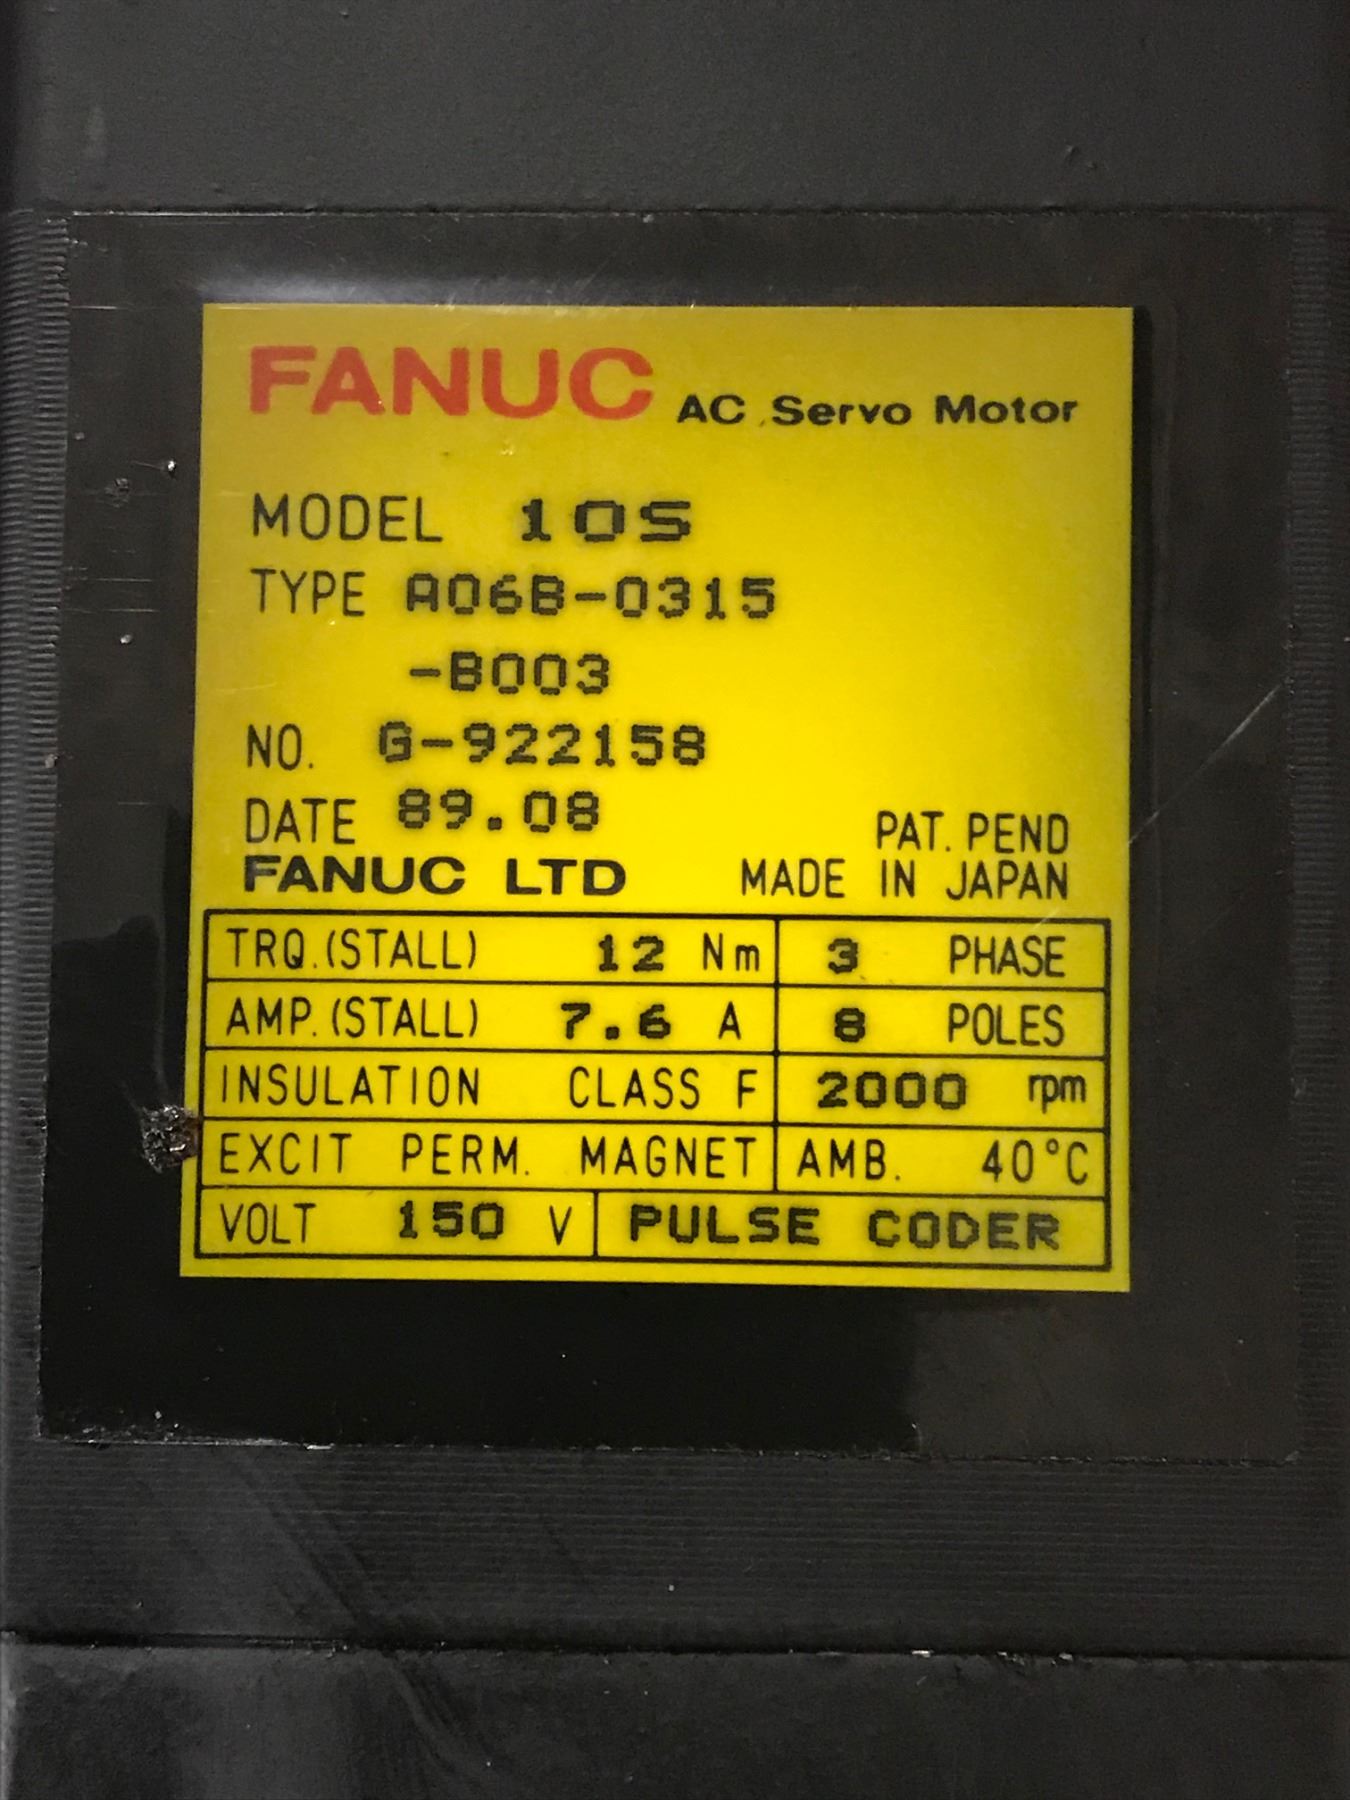 FANUC AC Servo Motor
MODEL 10S
TYPE A06B-0315
-B003
NO. G-922158
DATE 89.08
PAT. PEND
FANUC LTD MADE IN JAPAN
TRQ.(STALL) 12 Nm 3 PHASE
AMP.(STALL) 7.6 A 8 POLES
INSULATION CLASS F 2000 rpm
EXCIT PERM. MAGNET AMB. 40°C
VOLT 150 V PULSE CODER